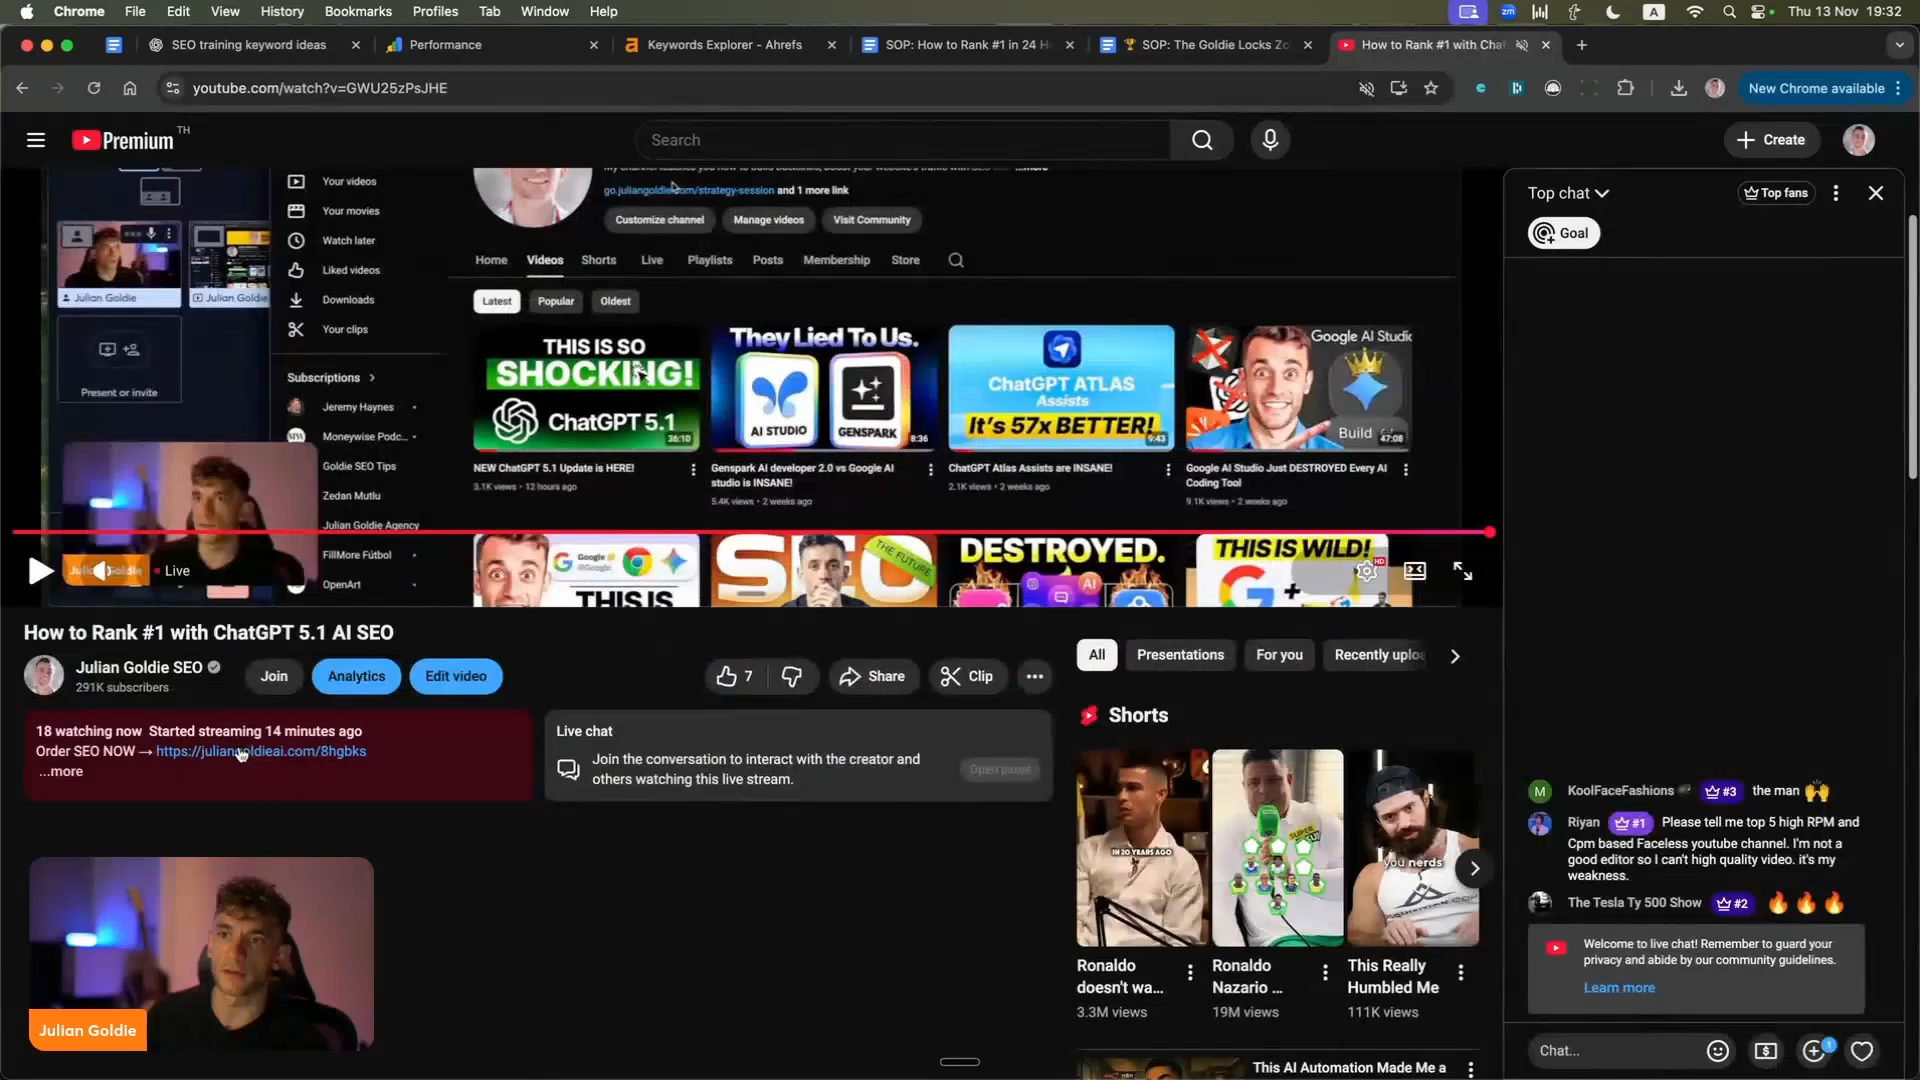 Chrome File Edit View History Bookmarks Profiles Tab Window Help
zm A Thu 13 Nov 19:32
SEO training keyword ideas
Performance
Keywords Explorer - Ahrefs
SOP: How to Rank #1 in 24 H
SOP: The Goldie Locks Zo
How to Rank #1 with Chat
youtube.com/watch?v=GWU25zPsJHE
New Chrome available
Premium TH
Search
Create
Your videos
Your movies
Watch later
Liked videos
Downloads
Your clips
Subscriptions
Jeremy Haynes
Moneywise Podc...
Goldie SEO Tips
Zedan Mutlu
Julian Goldie Agency
FillMore Fútbol
OpenArt
Julian Goldie
Julian Goldie
Present or invite
Live
...more
go.juliangoldie.com/strategy-session and 1 more link
Customize channel
Manage videos
Visit Community
Home Videos Shorts Live Playlists Posts Membership Store
Latest Popular Oldest
THIS IS SO
SHOCKING!
ChatGPT 5.1
36:10
NEW ChatGPT 5.1 Update is HERE!
3.1K views • 12 hours ago
They Lied To Us.
AI STUDIO
GENSPARK
8:36
Genspark AI developer 2.0 vs Google AI
studio is INSANE!
5.4K views • 2 weeks ago
ChatGPT ATLAS
Assists
It's 57x BETTER!
9:43
ChatGPT Atlas Assists are INSANE!
2.1K views • 2 weeks ago
Google AI Studio
Build
47:08
Google AI Studio Just DESTROYED Every AI
Coding Tool
9.1K views • 2 weeks ago
Google
@Google
THIS IS
SEO
THE FUTURE
DESTROYED.
AI
THIS IS WILD!
HD
How to Rank #1 with ChatGPT 5.1 AI SEO
Julian Goldie SEO
291K subscribers
Join
Analytics
Edit video
7
Share
Clip
18 watching now Started streaming 14 minutes ago
Order SEO NOW → https://juliangoldieai.com/8hgbks
...more
Live chat
Join the conversation to interact with the creator and
others watching this live stream.
Open panel
Julian Goldie
All
Presentations
For you
Recently uplo
Shorts
IN 20 YEARS AGO
SUPER
you nerds
Ronaldo
doesn't wa...
3.3M views
Ronaldo
Nazario ...
19M views
This Really
Humbled Me
111K views
This AI Automation Made Me a
Top chat
Top fans
Goal
KoolFaceFashions #3 the man
Riyan #1 Please tell me top 5 high RPM and
Cpm based Faceless youtube channel. I'm not a
good editor so I can't high quality video. it's my
weakness.
The Tesla Ty 500 Show #2
Welcome to live chat! Remember to guard your
privacy and abide by our community guidelines.
Learn more
Chat...
1